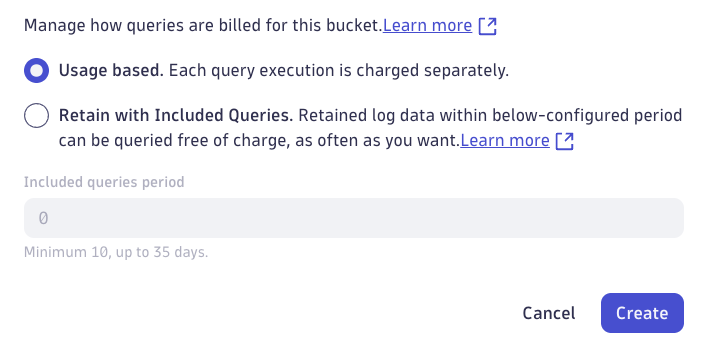 Manage how queries are billed for this bucket.Learn more
Usage based. Each query execution is charged separately.
Retain with Included Queries. Retained log data within below-configured period
can be queried free of charge, as often as you want.Learn more
Included queries period
0
Minimum 10, up to 35 days.
Cancel
Create